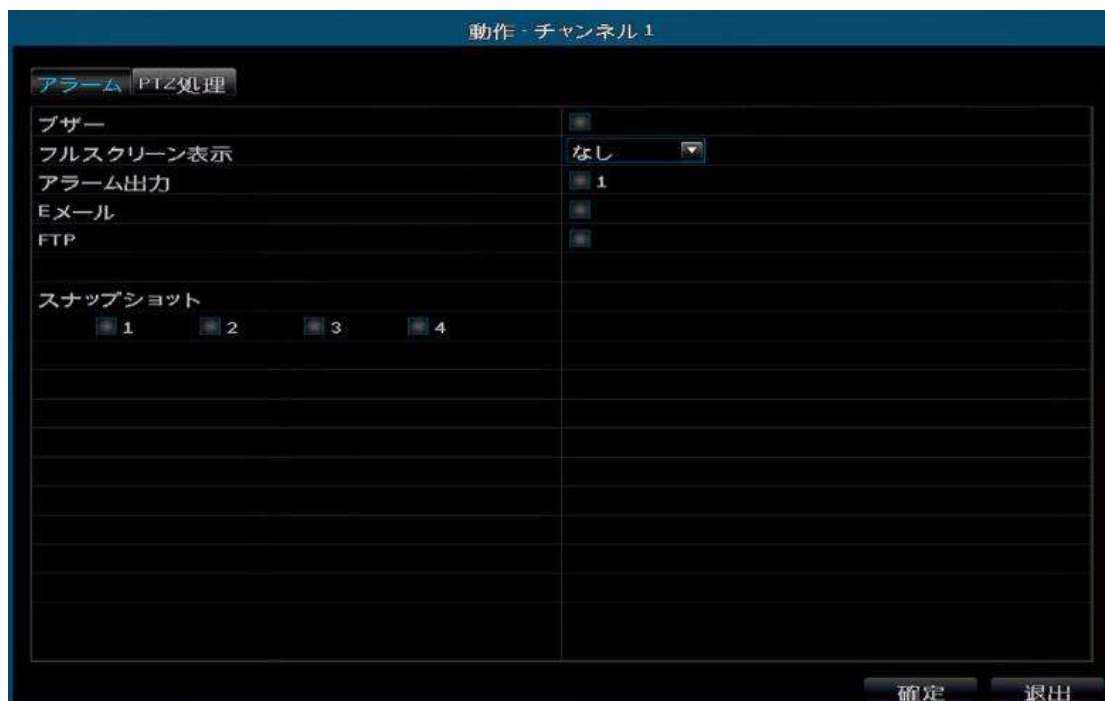 動作 - チャンネル 1
アラーム PTZ処理
ブザー
フルスクリーン表示 なし
アラーム出力 1
Eメール
FTP
スナップショット
1 2 3 4
確定 退出